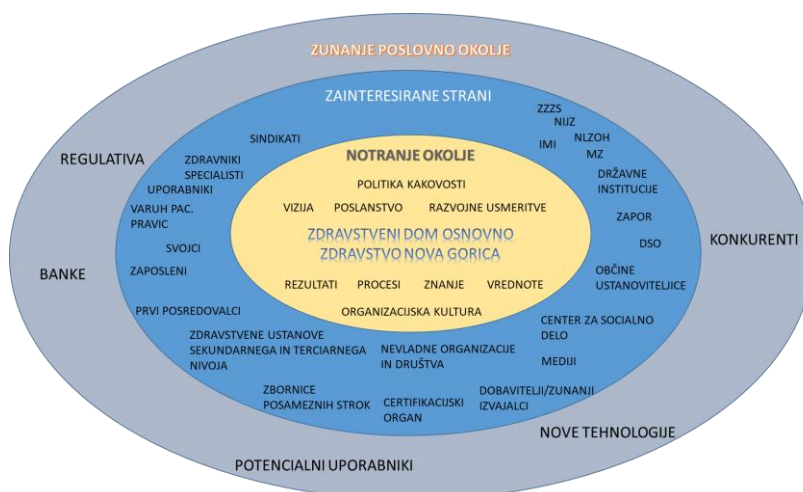 ZUNANJE POSLOVNO OKOLJE
ZAINTERESIRANE STRANI
ZZZS
NIJZ
NLZOH
IMI
MZ
SINDIKATI
REGULATIVA
ZDRAVNIKI
SPECIALISTI
UPORABNIKI
VARUH PAC.
PRAVIC
SVOJCI
BANKE
ZAPOSLENI
PRVI POSREDOVALCI
NOTRANJE OKOLJE
POLITIKA KAKOVOSTI
VIZIJA
POSLANSTVO
RAZVOJNE USMERITVE
ZDRAVSTVENI DOM OSNOVNO
ZDRAVSTVO NOVA GORICA
REZULTATI
PROCESI
ZNANJE
VREDNOTE
ORGANIZACIJSKA KULTURA
DRŽAVNE
INSTITUCIJE
ZAPOR
DSO
KONKURENTI
OBČINE
USTANOVITELJICE
CENTER ZA SOCIALNO
DELO
MEDIJI
ZDRAVSTVENE USTANOVE
SEKUNDARNEGA IN TERCIARNEGA
NIVOJA
NEVLADNE ORGANIZACIJE
IN DRUŠTVA
ZBORNICE
POSAMEZNIH STROK
CERTIFIKACIJSKI
ORGAN
DOBAVITELJI/ZUNANJI
IZVAJALCI
NOVE TEHNOLOGIJE
POTENCIALNI UPORABNIKI